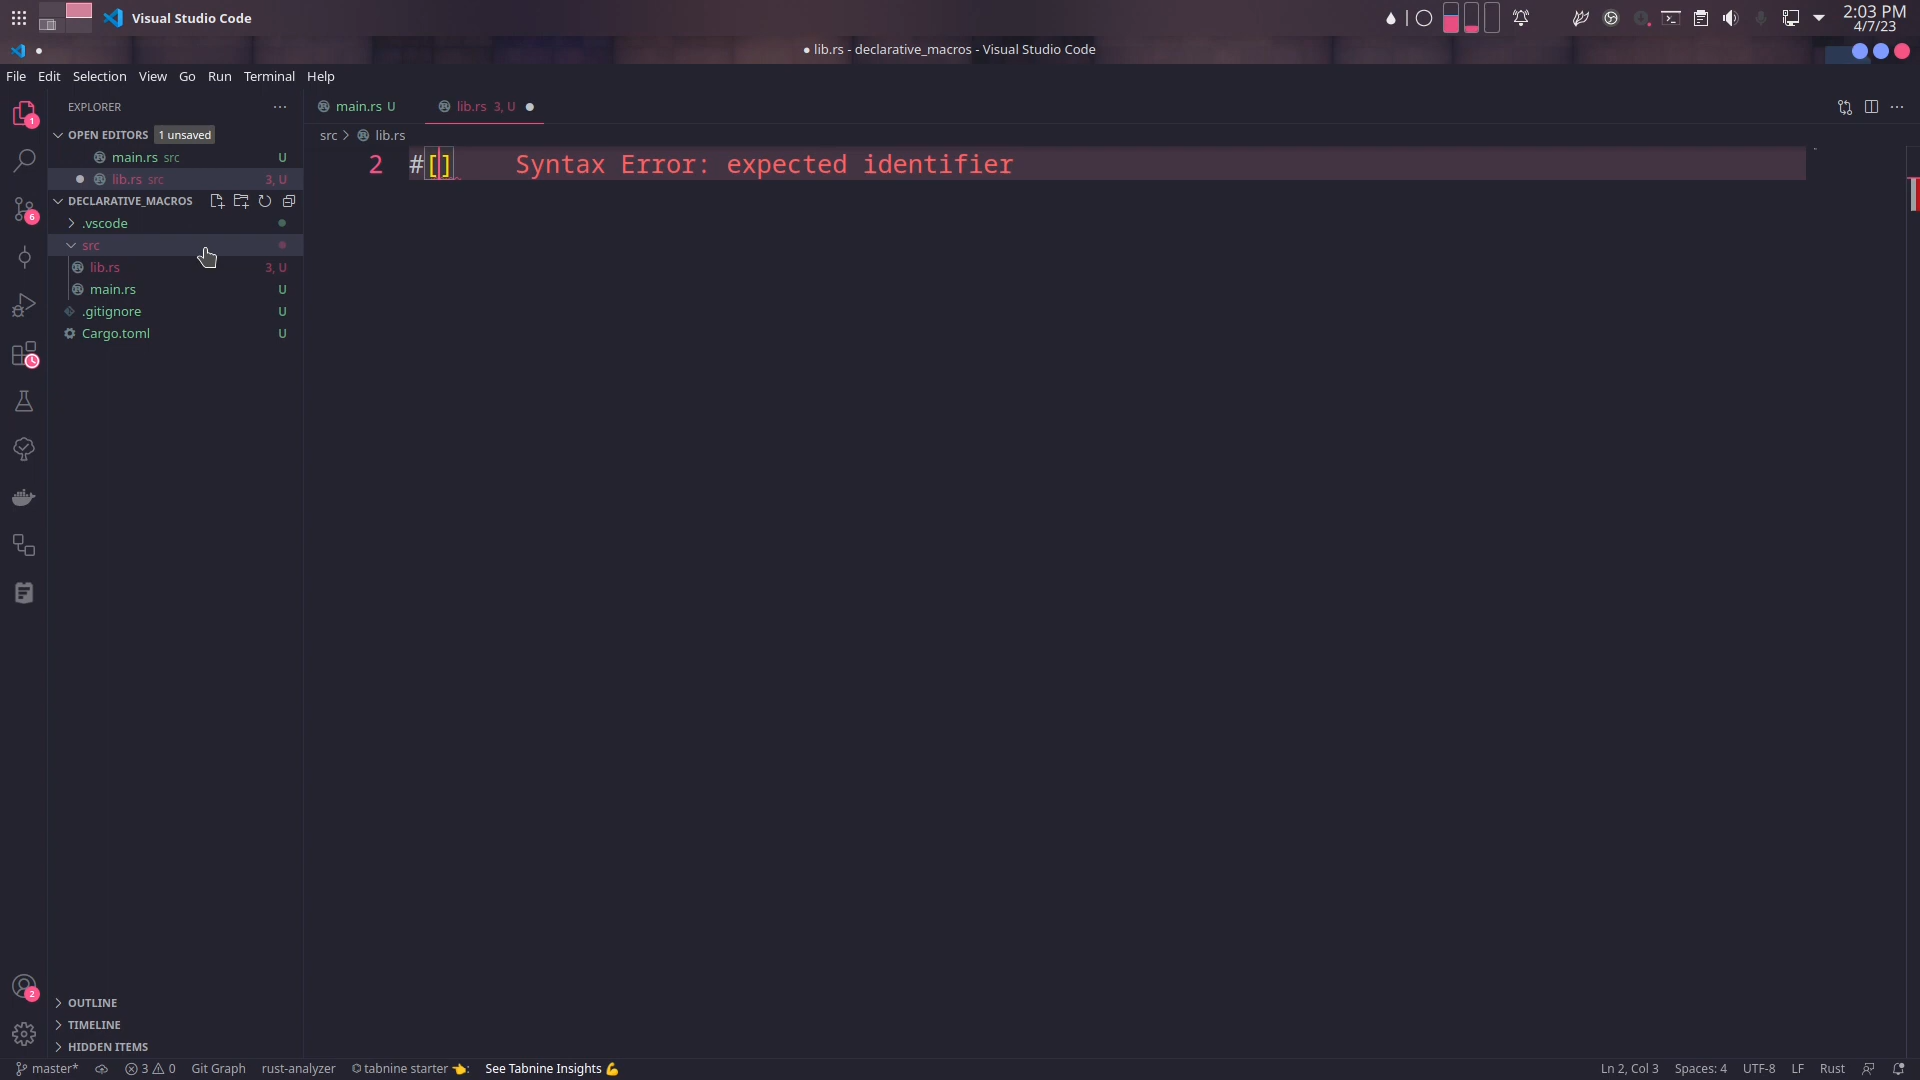 Visual Studio Code
2:03 PM
4/7/23
● lib.rs - declarative_macros - Visual Studio Code
File Edit Selection View Go Run Terminal Help
EXPLORER
main.rs U
lib.rs 3, U
OPEN EDITORS 1 unsaved
src > lib.rs
main.rs src U
2 #[] Syntax Error: expected identifier
lib.rs src 3, U
DECLARATIVE_MACROS
.vscode
src
lib.rs 3, U
main.rs U
.gitignore U
Cargo.toml U
1
6
2
OUTLINE
TIMELINE
HIDDEN ITEMS
master* 3 0 Git Graph rust-analyzer tabnine starter 👈: See Tabnine Insights 💪 Ln 2, Col 3 Spaces: 4 UTF-8 LF Rust